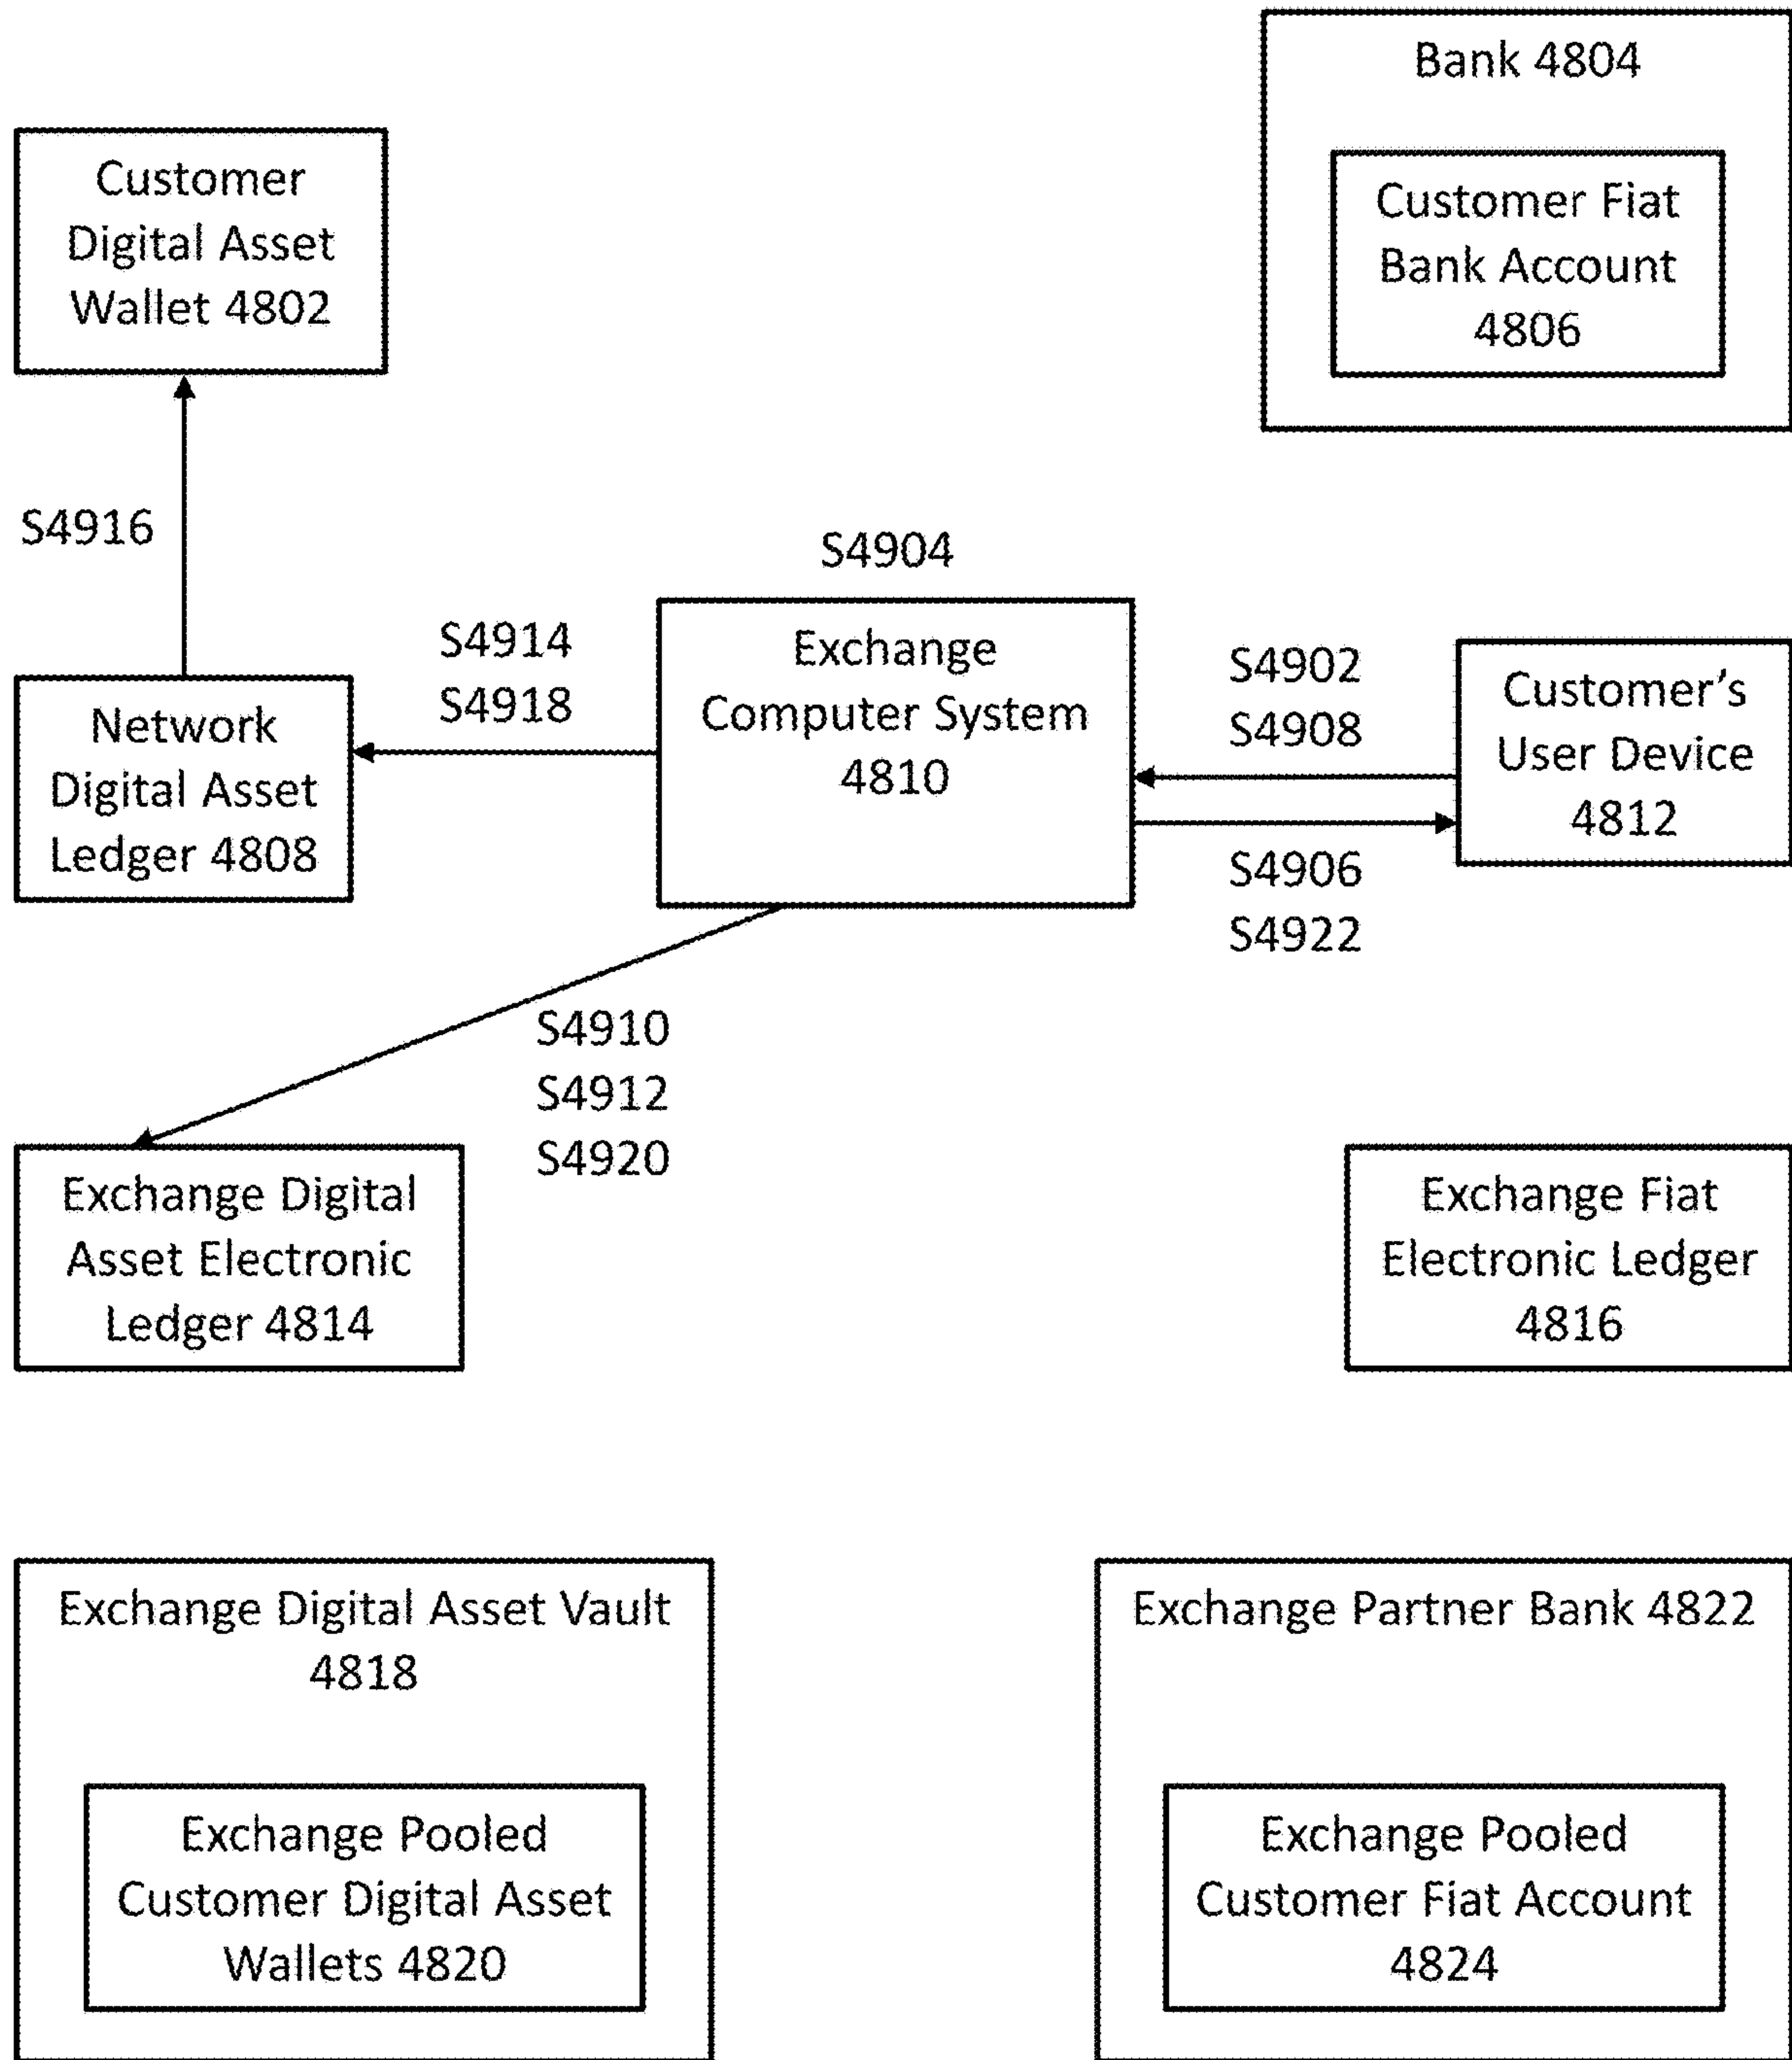 Bank 4804
Customer
Digital Asset
Wallet 4802
Customer Fiat
Bank Account
4806
S4916
S4904
S4914
S4918
Exchange
Computer System
4810
S4902
S4908
Customer's
User Device
4812
Network
Digital Asset
Ledger 4808
S4906
S4922
S4910
S4912
S4920
Exchange Digital
Asset Electronic
Ledger 4814
Exchange Fiat
Electronic Ledger
4816
Exchange Digital Asset Vault
4818
Exchange Pooled
Customer Digital Asset
Wallets 4820
Exchange Partner Bank 4822
Exchange Pooled
Customer Fiat Account
4824